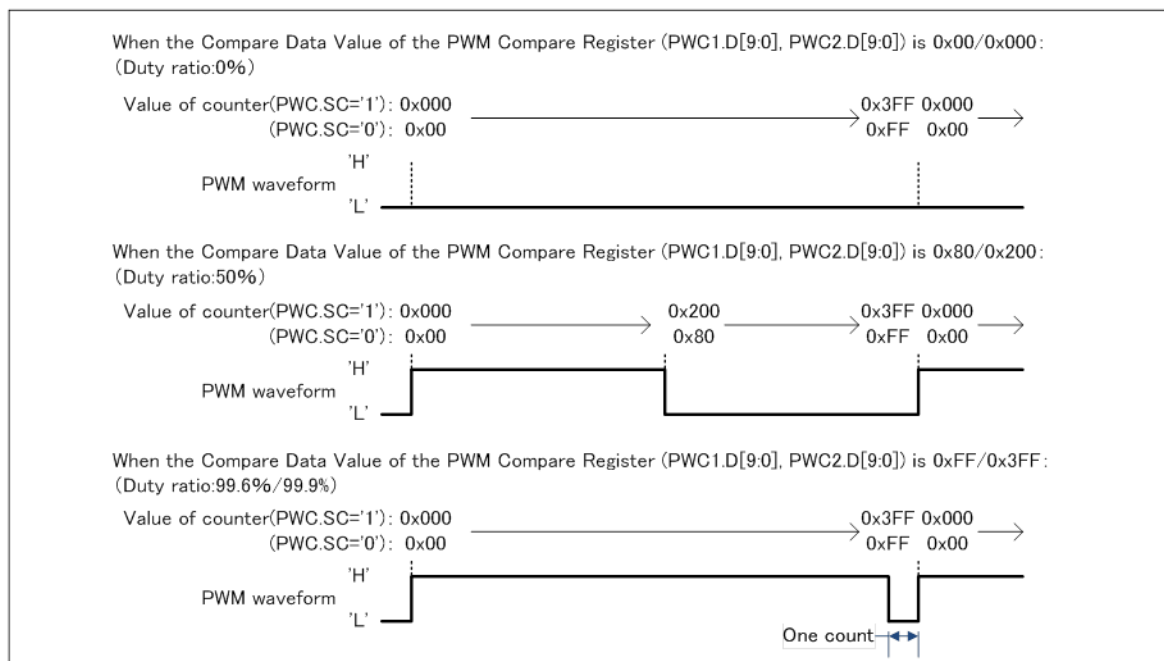 When the Compare Data Value of the PWM Compare Register (PWC1.D[9:0], PWC2.D[9:0]) is 0x00/0x000:
(Duty ratio:0%)
Value of counter(PWC.SC='1'): 0x000 0x3FF 0x000
(PWC.SC='0'): 0x00 0xFF 0x00
'H'
PWM waveform
'L'
When the Compare Data Value of the PWM Compare Register (PWC1.D[9:0], PWC2.D[9:0]) is 0x80/0x200:
(Duty ratio:50%)
Value of counter(PWC.SC='1'): 0x000 0x200 0x3FF 0x000
(PWC.SC='0'): 0x00 0x80 0xFF 0x00
'H'
PWM waveform
'L'
When the Compare Data Value of the PWM Compare Register (PWC1.D[9:0], PWC2.D[9:0]) is 0xFF/0x3FF:
(Duty ratio:99.6%/99.9%)
Value of counter(PWC.SC='1'): 0x000 0x3FF 0x000
(PWC.SC='0'): 0x00 0xFF 0x00
'H'
PWM waveform
'L'
One count